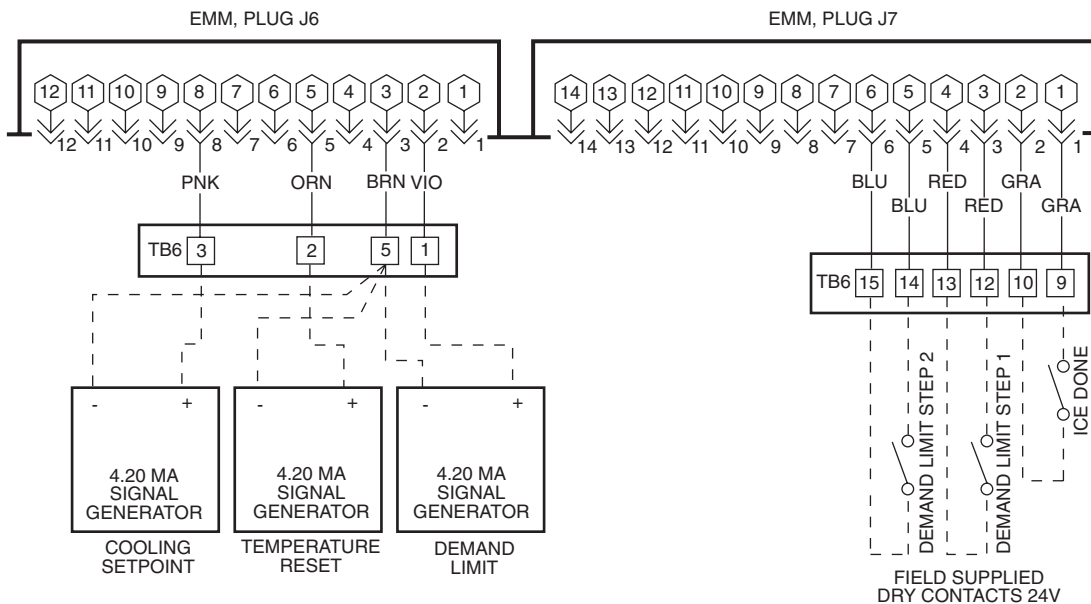 EMM, PLUG J6
EMM, PLUG J7
12 11 10 9 8 7 6 5 4 3 2 1
14 13 12 11 10 9 8 7 6 5 4 3 2 1
12 11 10 9 8 7 6 5 4 3 2 1
14 13 12 11 10 9 8 7 6 5 4 3 2 1
PNK ORN BRN VIO
BLU RED GRA
BLU RED GRA
TB6 3 2 5 1
TB6 15 14 13 12 10 9
- + - + - +
4.20 MA
SIGNAL
GENERATOR
4.20 MA
SIGNAL
GENERATOR
4.20 MA
SIGNAL
GENERATOR
COOLING
SETPOINT
TEMPERATURE
RESET
DEMAND
LIMIT
DEMAND LIMIT STEP 2
DEMAND LIMIT STEP 1
ICE DONE
FIELD SUPPLIED
DRY CONTACTS 24V